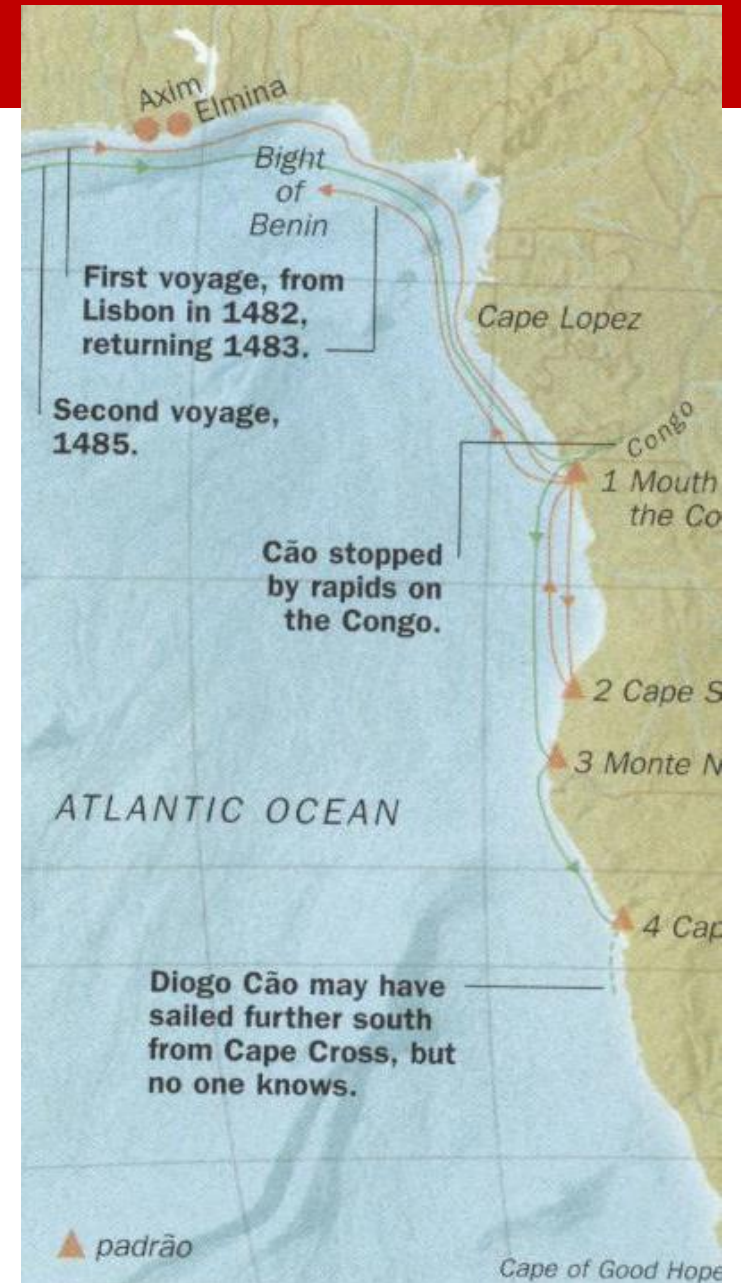 Axim
Elmina
Bight
of
Benin
First voyage, from
Lisbon in 1482,
returning 1483.
Cape Lopez
Second voyage,
1485.
Congo
1 Mouth
the Co
Cão stopped
by rapids on
the Congo.
2 Cape S
3 Monte N
ATLANTIC OCEAN
4 Cap
Diogo Cão may have
sailed further south
from Cape Cross, but
no one knows.
padrão
Cape of Good Hope